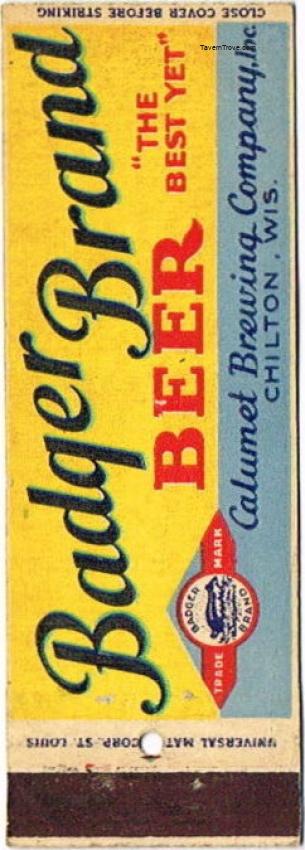 CLOSE COVER BEFORE STRIKING
TavernTrove.com
Badger Brand
"THE
BEST YET"
BEER
Calumet Brewing Company, Inc.
CHILTON, WIS.
BADGER
BRAND
TRADE MARK
UNIVERSAL MATCH CORP. ST. LOUIS